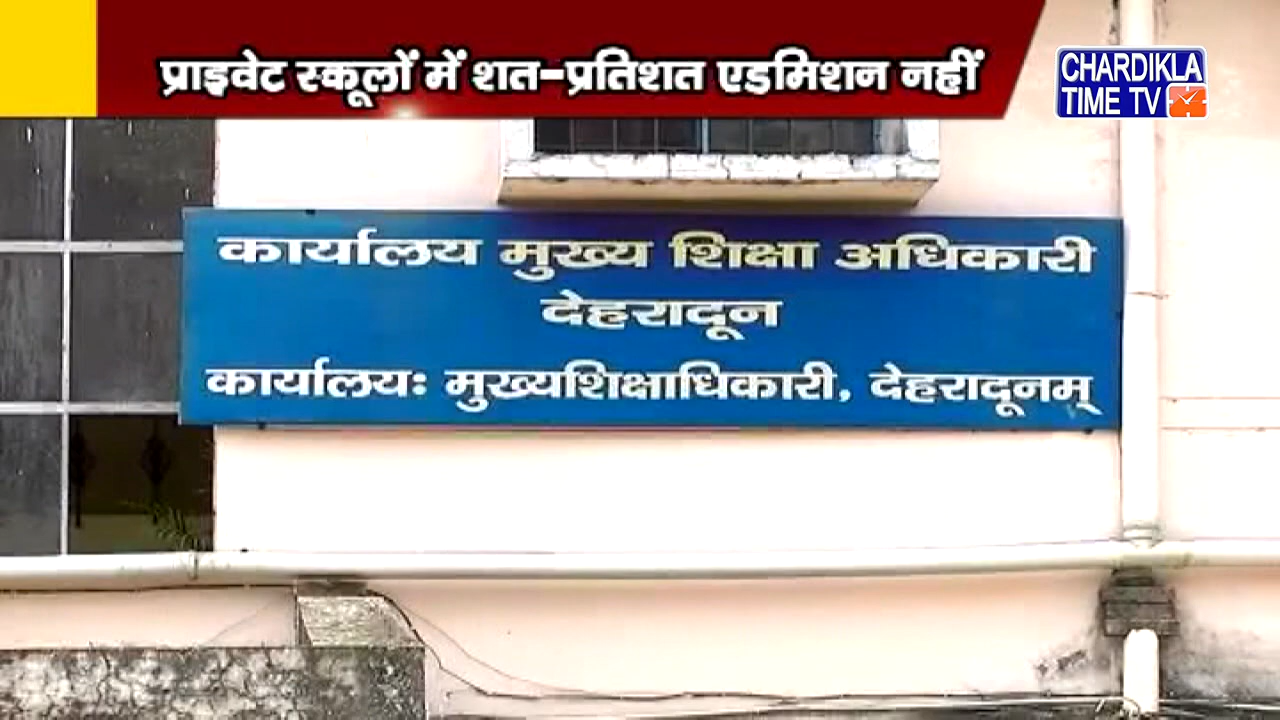 प्राइवेट स्कूलों में शत-प्रतिशत एडमिशन नहीं
CHARDIKLA
TIME TV
कार्यालय मुख्य शिक्षा अधिकारी
देहरादून
कार्यालयः मुख्यशिक्षाधिकारी, देहरादूनम्